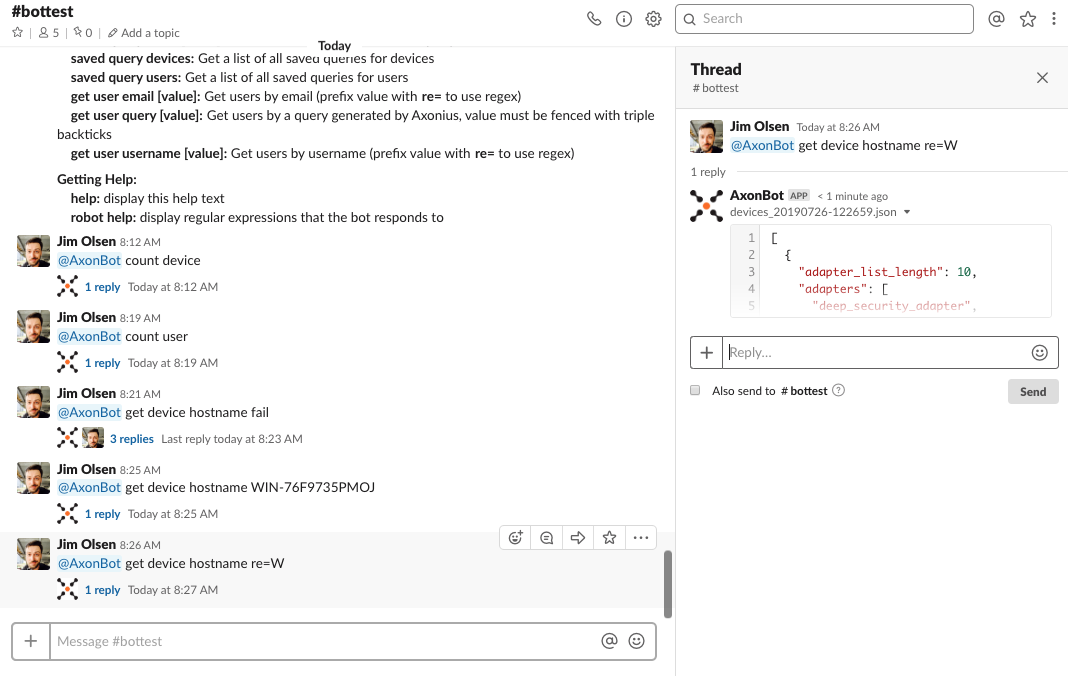 #bottest
5 | 0 | Add a topic
Search
Today
saved query devices: Get a list of all saved queries for devices
saved query users: Get a list of all saved queries for users
get user email [value]: Get users by email (prefix value with re= to use regex)
get user query [value]: Get users by a query generated by Axonius, value must be fenced with triple
backticks
get user username [value]: Get users by username (prefix value with re= to use regex)
Getting Help:
help: display this help text
robot help: display regular expressions that the bot responds to
Jim Olsen 8:12 AM
@AxonBot count device
1 reply Today at 8:12 AM
Jim Olsen 8:19 AM
@AxonBot count user
1 reply Today at 8:19 AM
Jim Olsen 8:21 AM
@AxonBot get device hostname fail
3 replies Last reply today at 8:23 AM
Jim Olsen 8:25 AM
@AxonBot get device hostname WIN-76F9735PMOJ
1 reply Today at 8:25 AM
Jim Olsen 8:26 AM
@AxonBot get device hostname re=W
1 reply Today at 8:27 AM
Message #bottest
Thread
# bottest
Jim Olsen Today at 8:26 AM
@AxonBot get device hostname re=W
1 reply
AxonBot APP < 1 minute ago
devices_20190726-122659.json
1 [
2 {
3 "adapter_list_length": 10,
4 "adapters": [
5 "deep_security_adapter",
Reply...
Also send to # bottest ?
Send